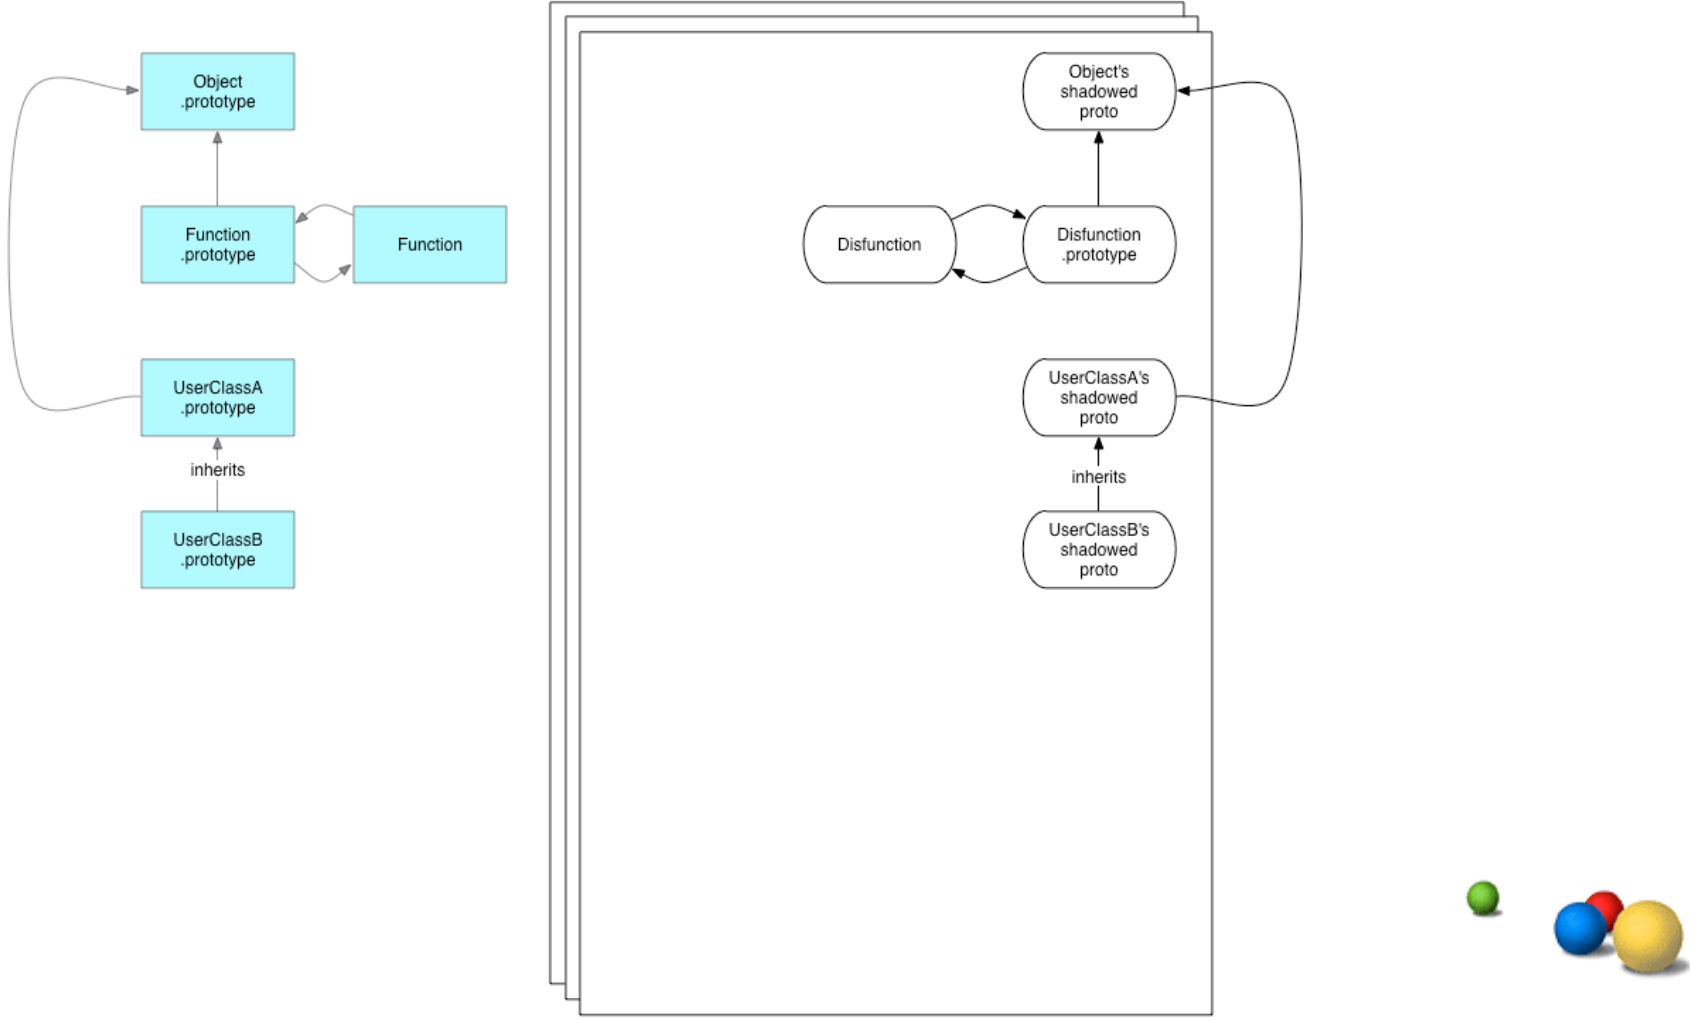 Object
.prototype
Function
.prototype
Function
UserClassA
.prototype
inherits
UserClassB
.prototype
Object's
shadowed
proto
Disfunction
Disfunction
.prototype
UserClassA's
shadowed
proto
inherits
UserClassB's
shadowed
proto